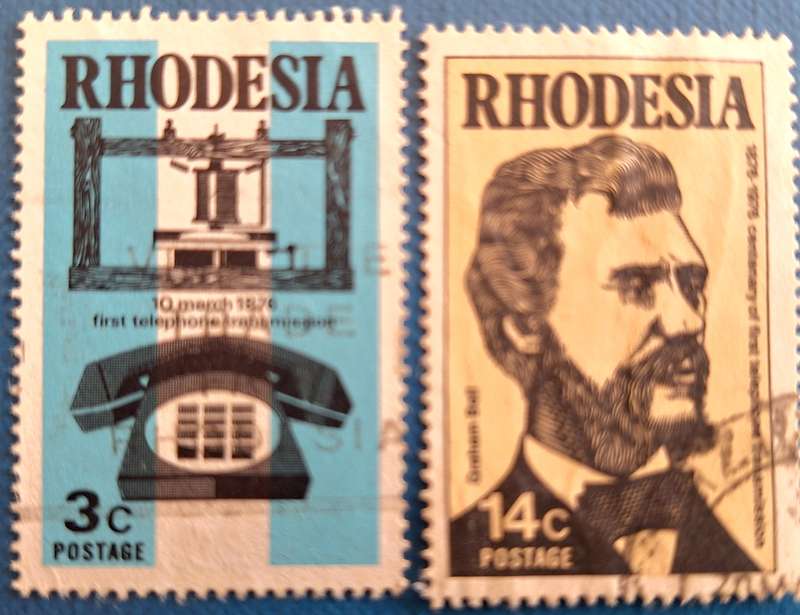 RHODESIA
10 march 1876
first telephone transmission
3c
POSTAGE
RHODESIA
1876-1976 centenary of first telephone transmission
Graham Bell
14c
POSTAGE